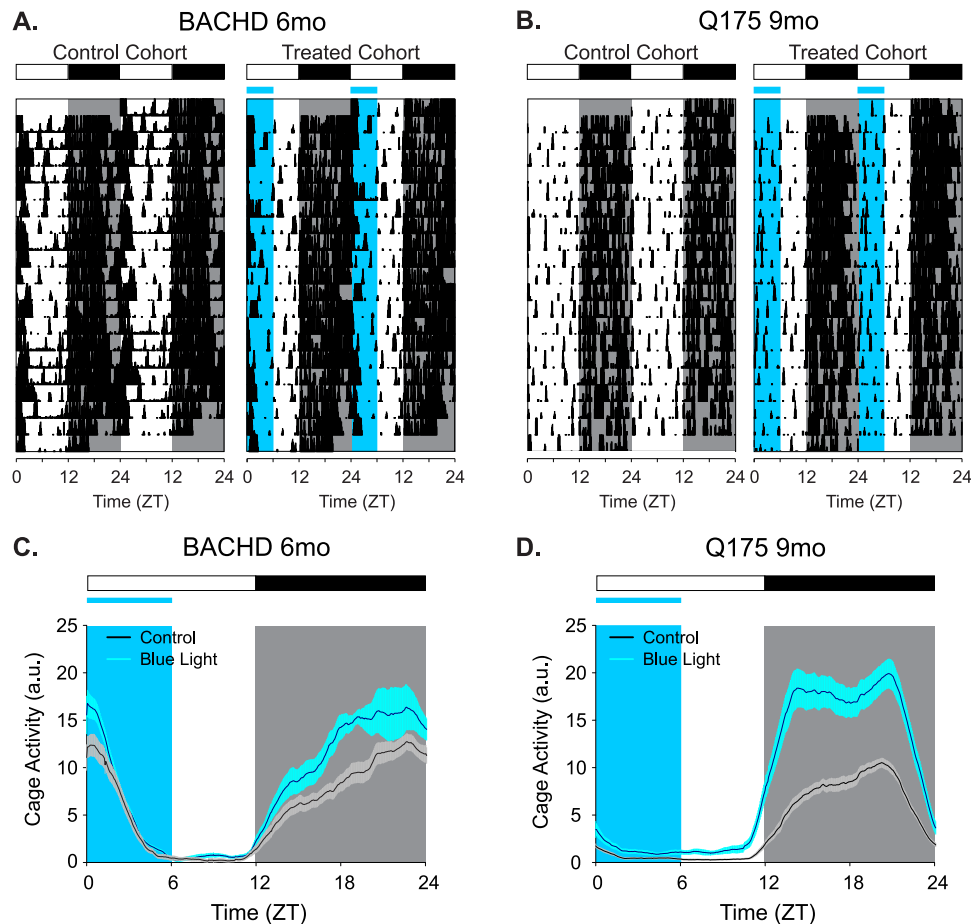 A. BACHD 6mo
Control Cohort Treated Cohort
0 12 24 12 24 0 12 24 12 24
Time (ZT) Time (ZT)
B. Q175 9mo
Control Cohort Treated Cohort
0 12 24 12 24 0 12 24 12 24
Time (ZT) Time (ZT)
C. BACHD 6mo
Control
Blue Light
Cage Activity (a.u.)
25
20
15
10
5
0
0 6 12 18 24
Time (ZT)
D. Q175 9mo
Control
Blue Light
Cage Activity (a.u.)
25
20
15
10
5
0
0 6 12 18 24
Time (ZT)